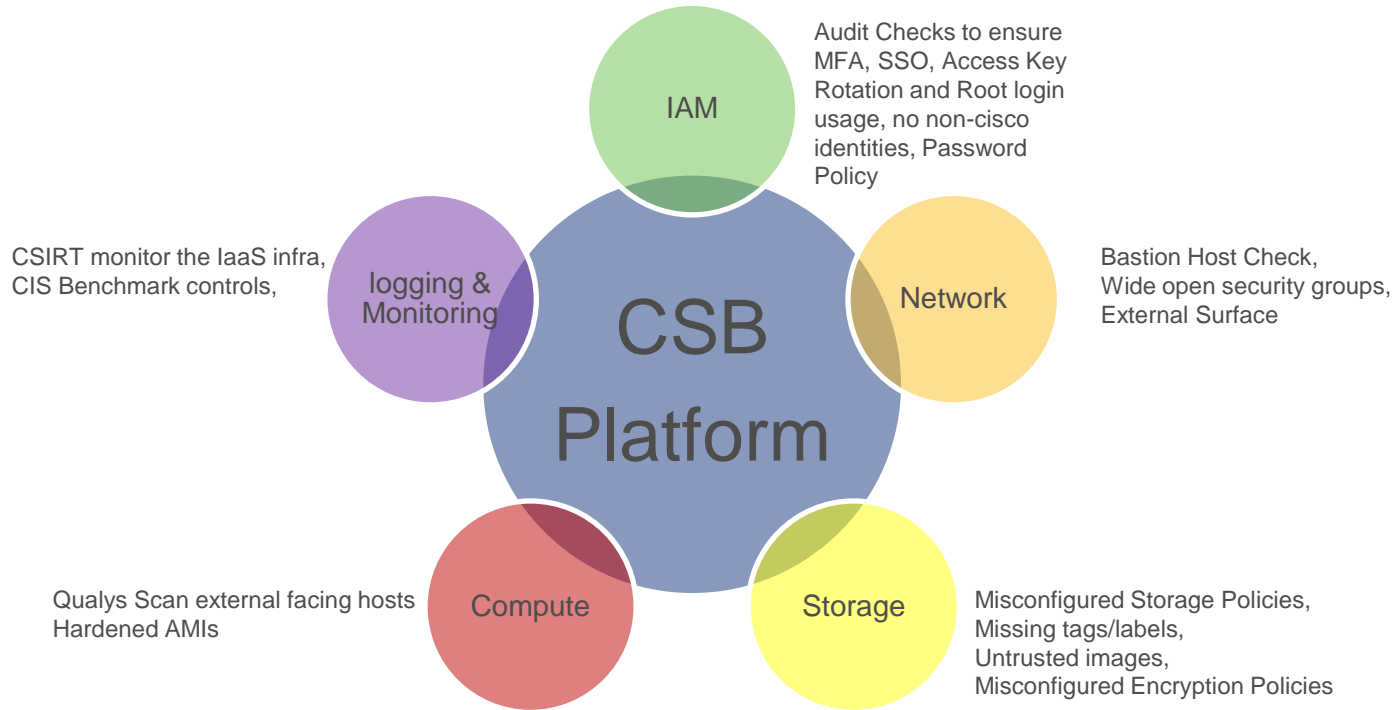 IAM
Audit Checks to ensure
MFA, SSO, Access Key
Rotation and Root login
usage, no non-cisco
identities, Password
Policy
CSIRT monitor the IaaS infra,
CIS Benchmark controls,
logging &
Monitoring
CSB
Platform
Network
Bastion Host Check,
Wide open security groups,
External Surface
Qualys Scan external facing hosts
Hardened AMIs
Compute
Storage
Misconfigured Storage Policies,
Missing tags/labels,
Untrusted images,
Misconfigured Encryption Policies